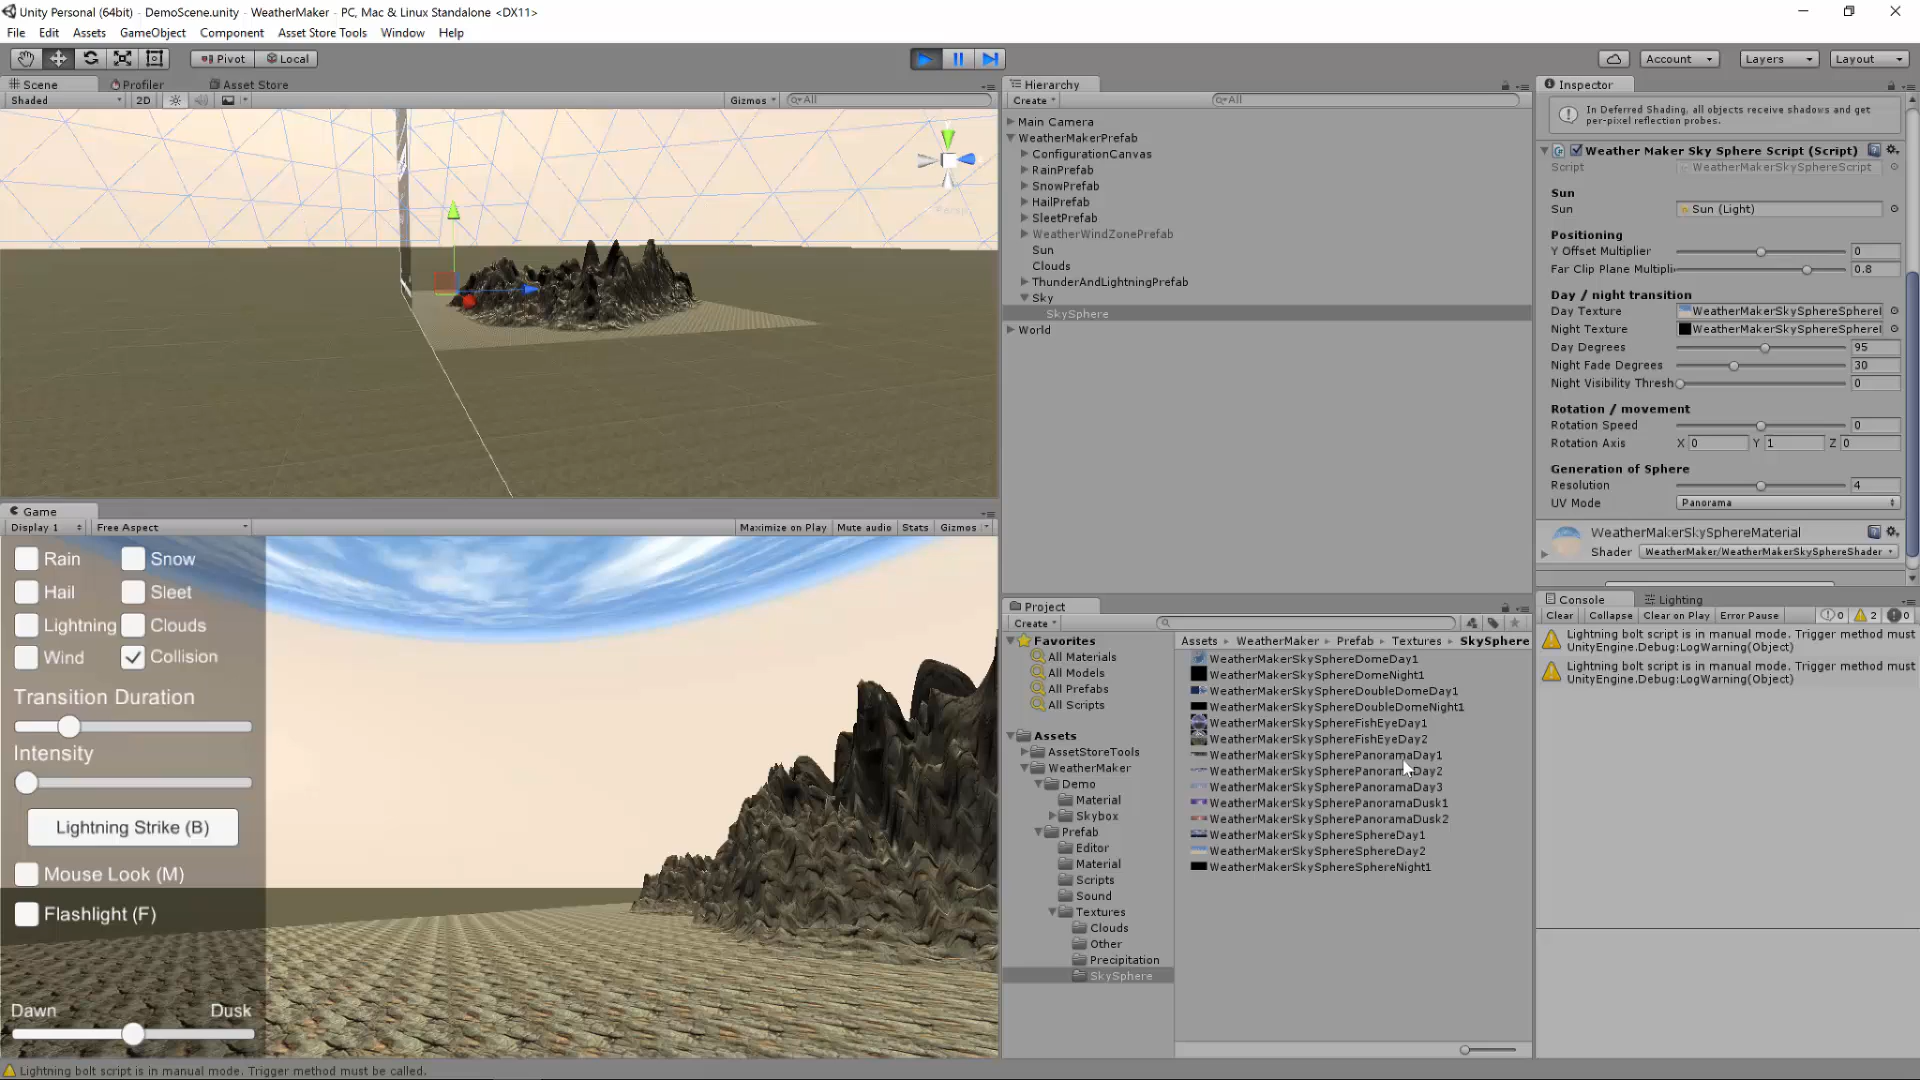 Unity Personal (64bit) - DemoScene.unity - WeatherMaker - PC, Mac & Linux Standalone <DX11>
File Edit Assets GameObject Component Asset Store Tools Window Help
Pivot Local
Account Layers Layout
Scene Profiler Asset Store
Shaded 2D Gizmos All
Game
Display 1 Free Aspect Maximize on Play Mute audio Stats Gizmos
Rain Snow
Hail Sleet
Lightning Clouds
Wind Collision
Transition Duration
Intensity
Lightning Strike (B)
Mouse Look (M)
Flashlight (F)
Dawn Dusk
Lightning bolt script is in manual mode. Trigger method must be called.
Hierarchy
Create All
Main Camera
WeatherMakerPrefab
ConfigurationCanvas
RainPrefab
SnowPrefab
HailPrefab
SleetPrefab
WeatherWindZonePrefab
Sun
Clouds
ThunderAndLightningPrefab
Sky
SkySphere
World
Project
Create
Favorites
All Materials
All Models
All Prefabs
All Scripts
Assets
AssetStoreTools
WeatherMaker
Demo
Material
Skybox
Prefab
Editor
Material
Scripts
Sound
Textures
Clouds
Other
Precipitation
SkySphere
Assets WeatherMaker Prefab Textures SkySphere
WeatherMakerSkySphereDomeDay1
WeatherMakerSkySphereDomeNight1
WeatherMakerSkySphereDoubleDomeDay1
WeatherMakerSkySphereDoubleDomeNight1
WeatherMakerSkySphereFishEyeDay1
WeatherMakerSkySphereFishEyeDay2
WeatherMakerSkySpherePanoramaDay1
WeatherMakerSkySpherePanoramaDay2
WeatherMakerSkySpherePanoramaDay3
WeatherMakerSkySpherePanoramaDusk1
WeatherMakerSkySpherePanoramaDusk2
WeatherMakerSkySphereSphereDay1
WeatherMakerSkySphereSphereDay2
WeatherMakerSkySphereSphereNight1
Inspector
In Deferred Shading, all objects receive shadows and get
per-pixel reflection probes.
Weather Maker Sky Sphere Script (Script)
Script WeatherMakerSkySphereScript
Sun
Sun Sun (Light)
Positioning
Y Offset Multiplier 0
Far Clip Plane Multipli 0.8
Day / night transition
Day Texture WeatherMakerSkySphereSpherel
Night Texture WeatherMakerSkySphereSpherel
Day Degrees 95
Night Fade Degrees 30
Night Visibility Thresh 0
Rotation / movement
Rotation Speed 0
Rotation Axis X 0 Y 1 Z 0
Generation of Sphere
Resolution 4
UV Mode Panorama
WeatherMakerSkySphereMaterial
Shader WeatherMaker/WeatherMakerSkySphereShader
Console Lighting
Clear Collapse Clear on Play Error Pause 0 2 0
Lightning bolt script is in manual mode. Trigger method must
UnityEngine.Debug:LogWarning(Object)
Lightning bolt script is in manual mode. Trigger method must
UnityEngine.Debug:LogWarning(Object)